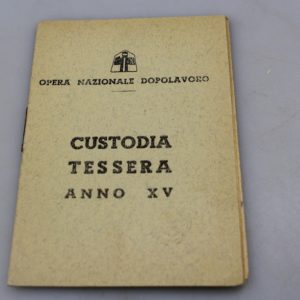 OPERA NAZIONALE DOPOLAVORO
CUSTODIA
TESSERA
ANNO XV